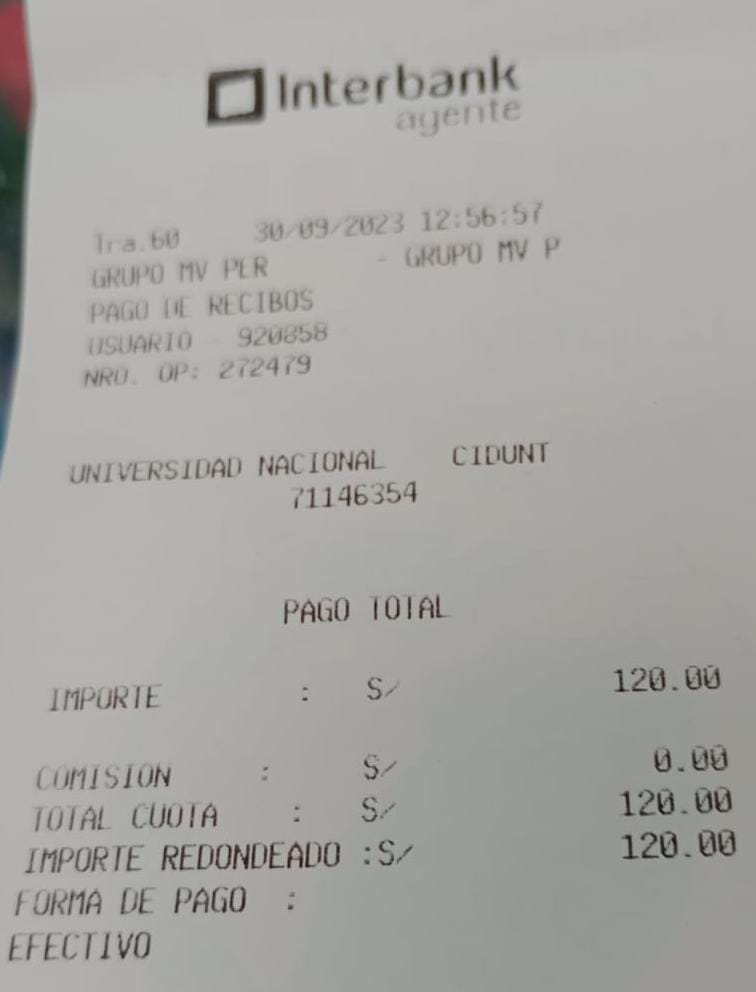 Interbank
agente
Tra.60 30/09/2023 12:56:57
GRUPO MV PER - GRUPO MV P
PAGO DE RECIBOS
USUARIO - 920858
NRO. OP: 272479
UNIVERSIDAD NACIONAL CIDUNT
71146354
PAGO TOTAL
IMPORTE : S/ 120.00
COMISION : S/ 0.00
TOTAL CUOTA : S/ 120.00
IMPORTE REDONDEADO :S/ 120.00
FORMA DE PAGO :
EFECTIVO